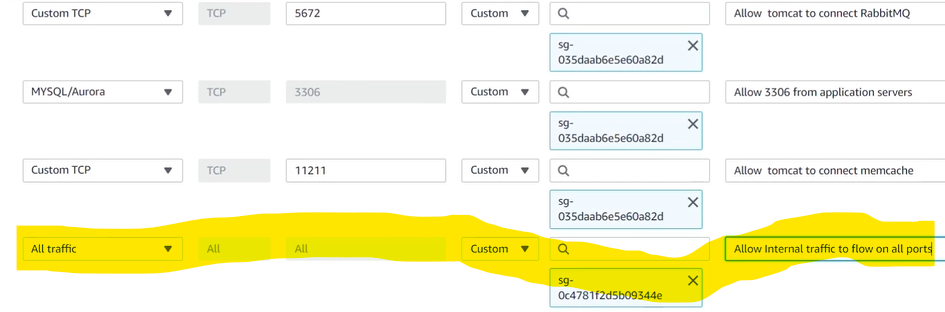 Custom TCP TCP 5672 Custom Allow  tomcat to connect RabbitMQ
sg-
035daab6e5e60a82d
MYSQL/Aurora TCP 3306 Custom Allow 3306 from application servers
sg-
035daab6e5e60a82d
Custom TCP TCP 11211 Custom Allow  tomcat to connect memcache
sg-
035daab6e5e60a82d
All traffic All All Custom Allow Internal traffic to flow on all ports
sg-
0c4781f2d5b09344e